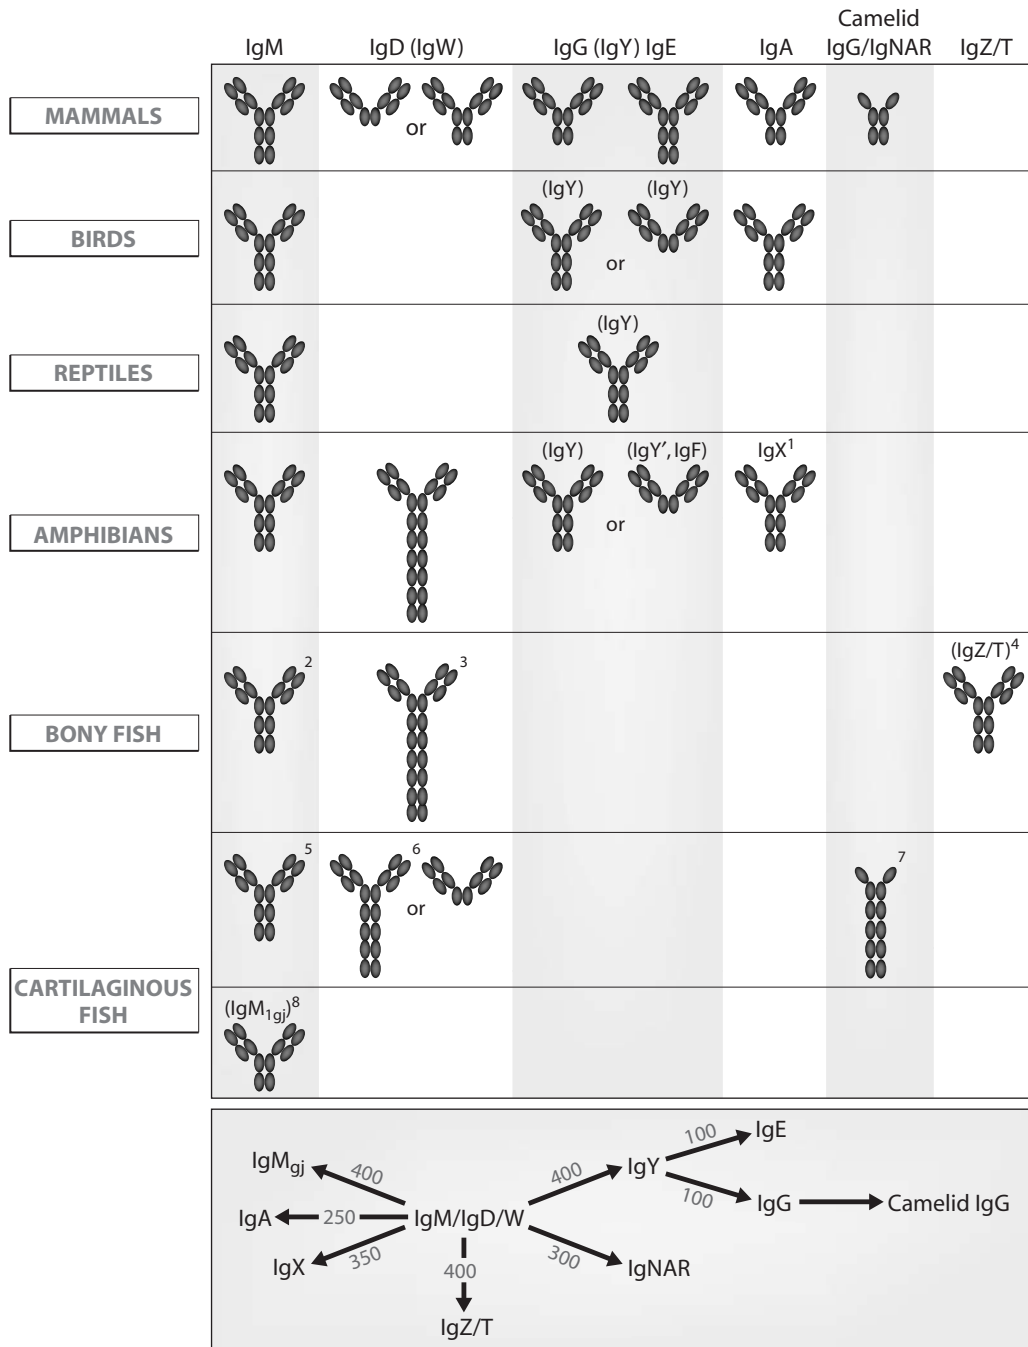 Camelid
IgM IgD (IgW) IgG (IgY) IgE IgA IgG/IgNAR IgZ/T
MAMMALS
or
(IgY) (IgY)
BIRDS
or
(IgY)
REPTILES
(IgY) (IgY′, IgF) IgX¹
AMPHIBIANS
or
2 3 (IgZ/T)⁴
BONY FISH
5 6 7
or
CARTILAGINOUS
FISH
(IgM₁gj)⁸
100 IgE
IgMgj 400 400 IgY
100 IgG Camelid IgG
IgA 250 IgM/IgD/W
IgX 350 400 300 IgNAR
IgZ/T